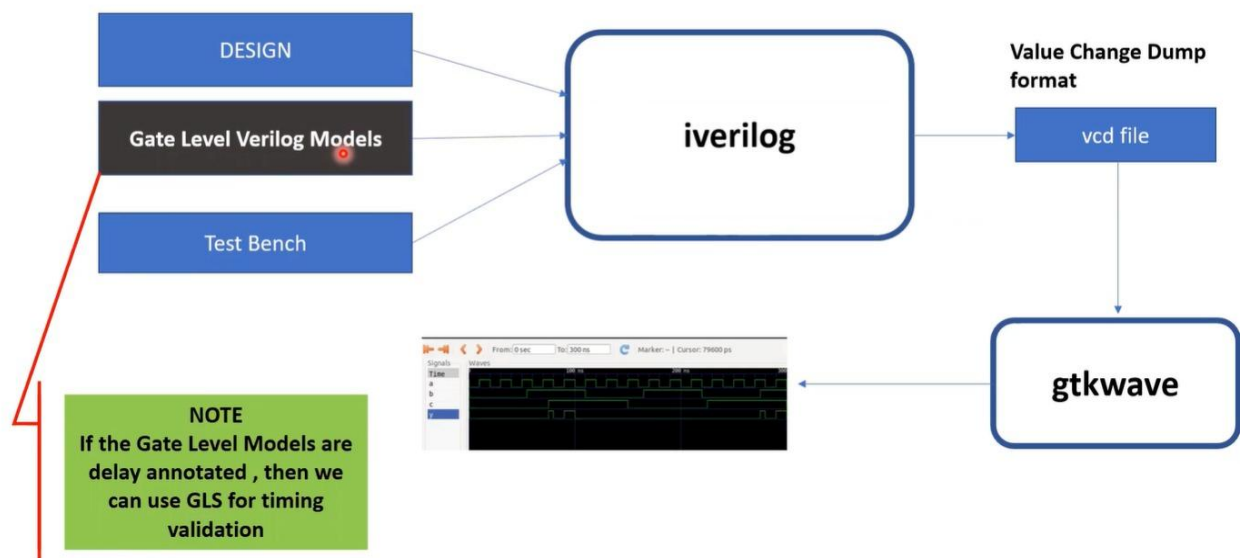 DESIGN
Gate Level Verilog Models
Test Bench
iverilog
Value Change Dump
format
vcd file
gtkwave
From: 0 sec To: 300 ns Marker: -- | Cursor: 79600 ps
Signals Waves
Time
a
b
c
y
100 ns 200 ns 300
NOTE
If the Gate Level Models are
delay annotated , then we
can use GLS for timing
validation